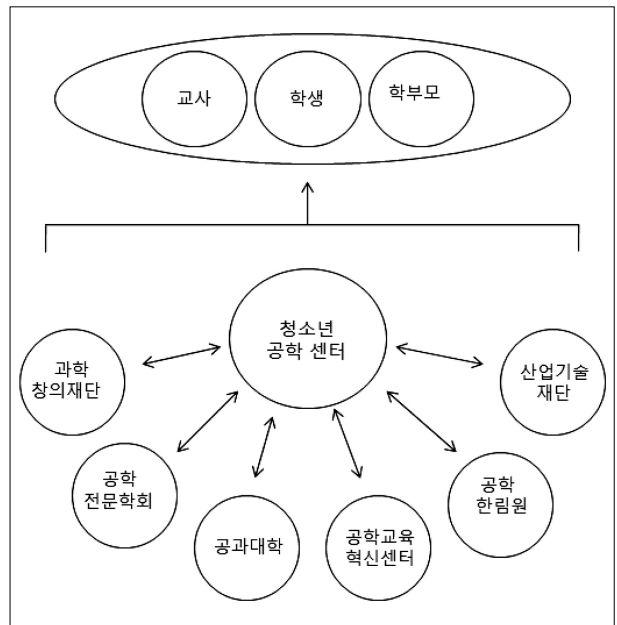 교사
학생
학부모
청소년
공학 센터
과학
창의재단
산업기술
재단
공학
전문학회
공학
한림원
공과대학
공학교육
혁신센터